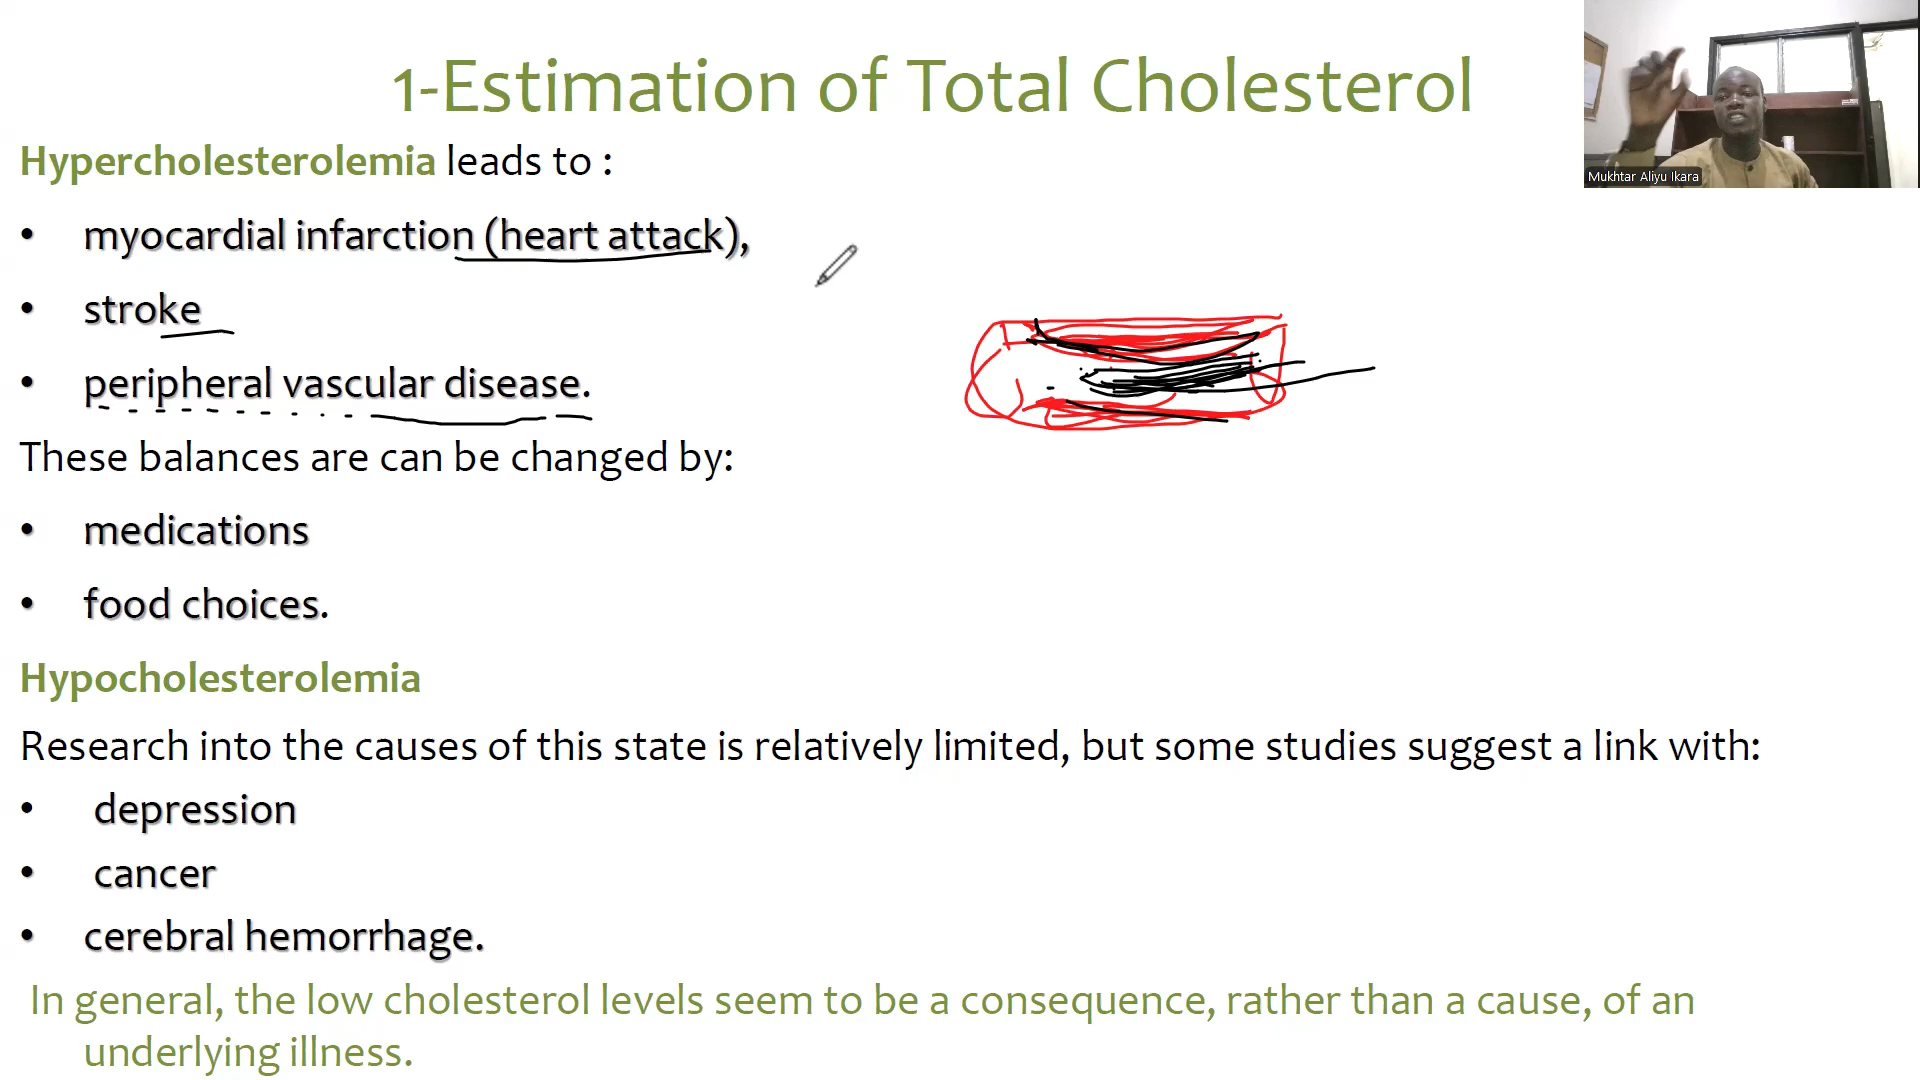 1-Estimation of Total Cholesterol
Mukhtar Aliyu Ikara
Hypercholesterolemia leads to :
• myocardial infarction (heart attack),
• stroke
• peripheral vascular disease.
These balances are can be changed by:
• medications
• food choices.
Hypocholesterolemia
Research into the causes of this state is relatively limited, but some studies suggest a link with:
• depression
• cancer
• cerebral hemorrhage.
In general, the low cholesterol levels seem to be a consequence, rather than a cause, of an
underlying illness.